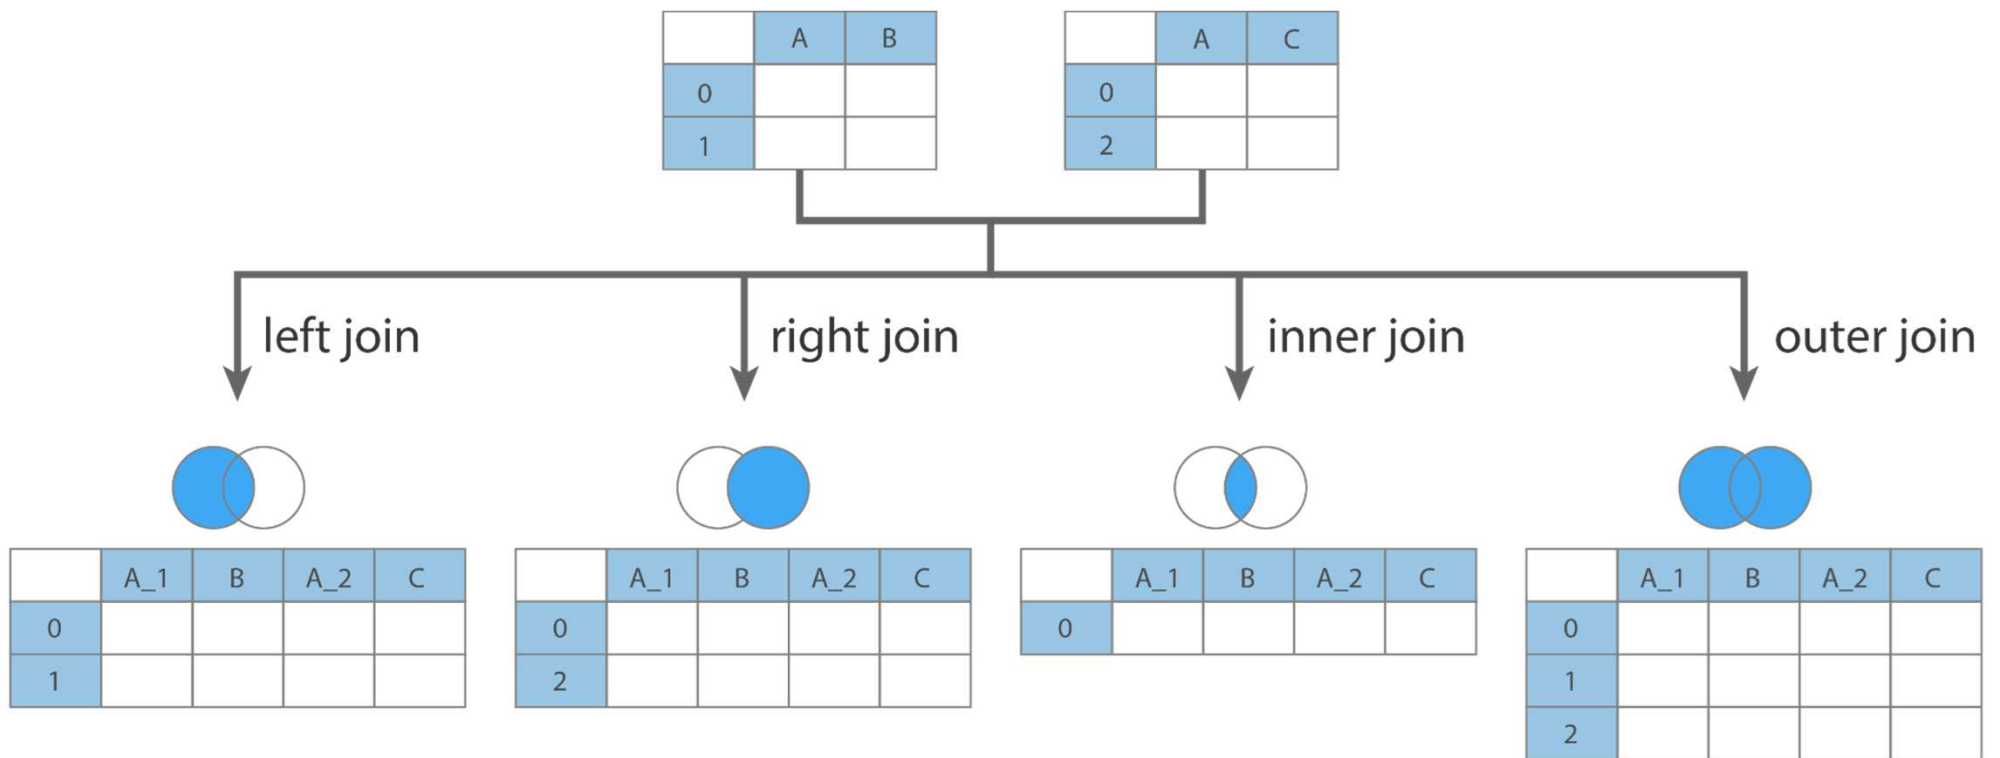 A B
0
1
A C
0
2
left join
right join
inner join
outer join
A_1 B A_2 C
0
1
A_1 B A_2 C
0
2
A_1 B A_2 C
0
A_1 B A_2 C
0
1
2